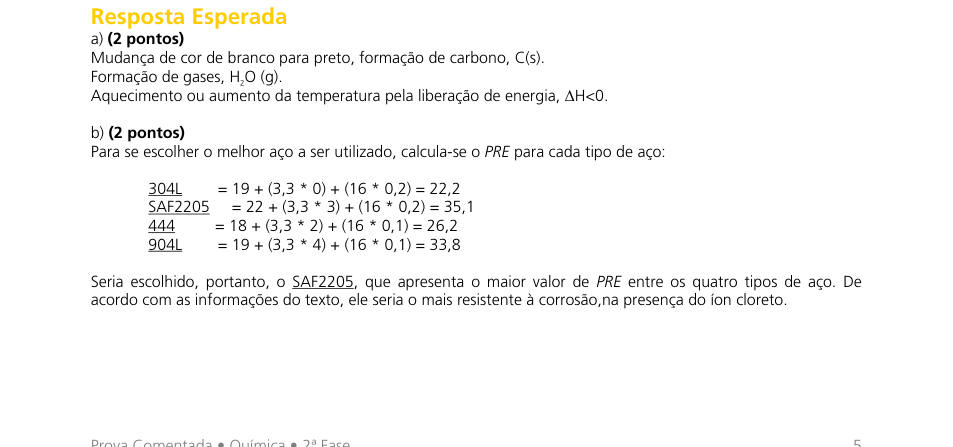 Resposta Esperada
a) (2 pontos)
Mudança de cor de branco para preto, formação de carbono, C(s).
Formação de gases, H2O (g).
Aquecimento ou aumento da temperatura pela liberação de energia, ΔH<0.
b) (2 pontos)
Para se escolher o melhor aço a ser utilizado, calcula-se o PRE para cada tipo de aço:
304L = 19 + (3,3 * 0) + (16 * 0,2) = 22,2
SAF2205 = 22 + (3,3 * 3) + (16 * 0,2) = 35,1
444 = 18 + (3,3 * 2) + (16 * 0,1) = 26,2
904L = 19 + (3,3 * 4) + (16 * 0,1) = 33,8
Seria escolhido, portanto, o SAF2205, que apresenta o maior valor de PRE entre os quatro tipos de aço. De
acordo com as informações do texto, ele seria o mais resistente à corrosão,na presença do íon cloreto.
Prova Comentada • Química • 2ª Fase 5